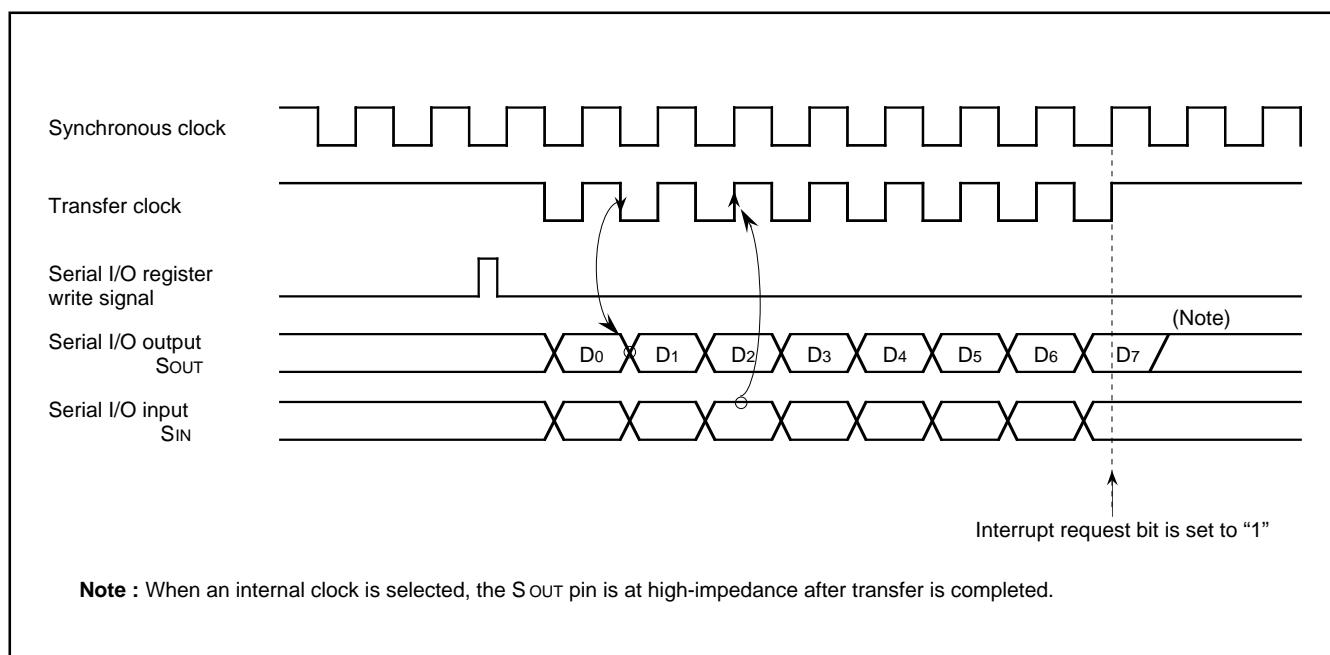 Synchronous clock
Transfer clock
Serial I/O register
write signal
(Note)
Serial I/O output
SOUT
D0 D1 D2 D3 D4 D5 D6 D7
Serial I/O input
SIN
Interrupt request bit is set to “1”
Note : When an internal clock is selected, the SOUT pin is at high-impedance after transfer is completed.